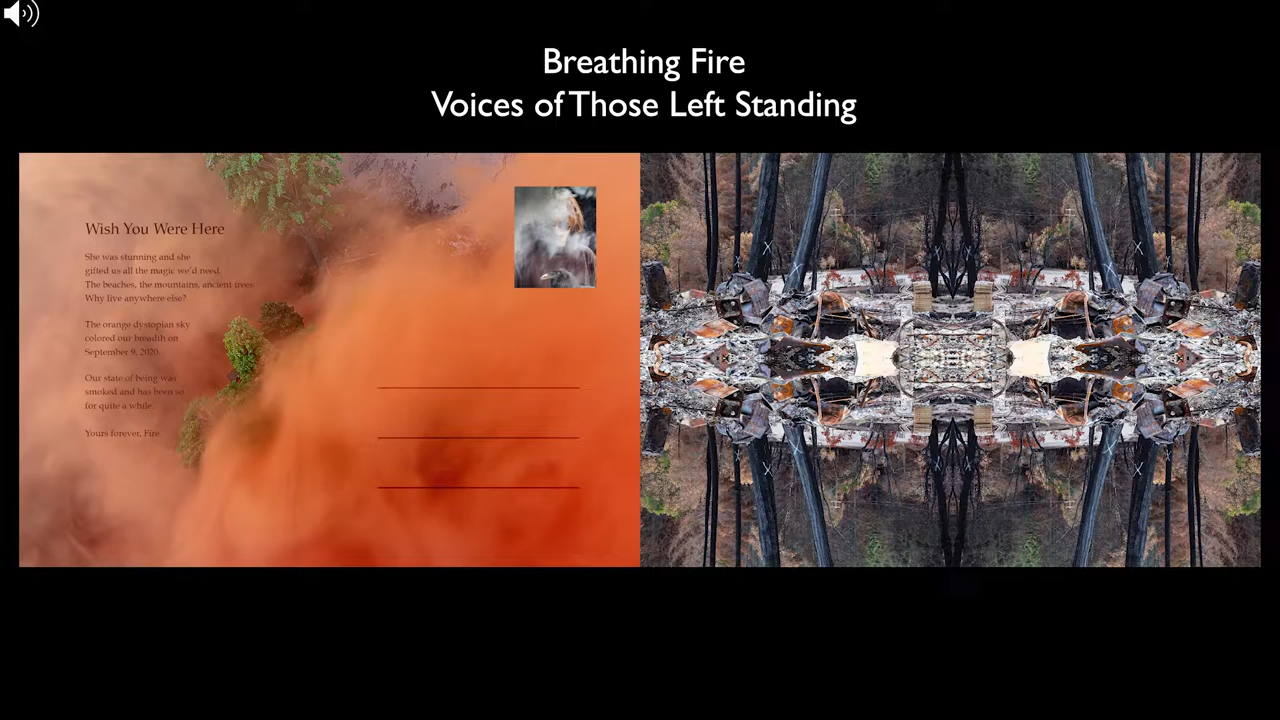 Breathing Fire
Voices of Those Left Standing
Wish You Were Here
She was stunning and she
gifted us all the magic we'd need.
The beaches, the mountains, ancient trees
Why live anywhere else?
The orange dystopian sky
colored our breadth on
September 9, 2020.
Our state of being was
smoked and has been so
for quite a while.
Yours forever, Fire